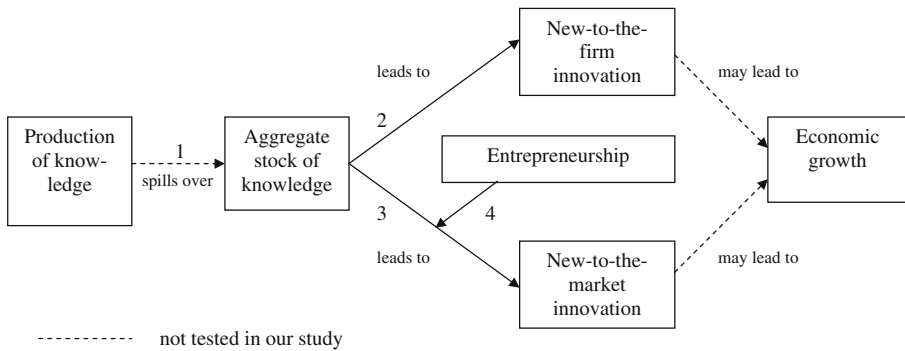 Production
of know-
ledge
1
spills over
Aggregate
stock of
knowledge
leads to
2
New-to-the-
firm
innovation
may lead to
Entrepreneurship
3
4
leads to
New-to-the-
market
innovation
may lead to
Economic
growth
not tested in our study